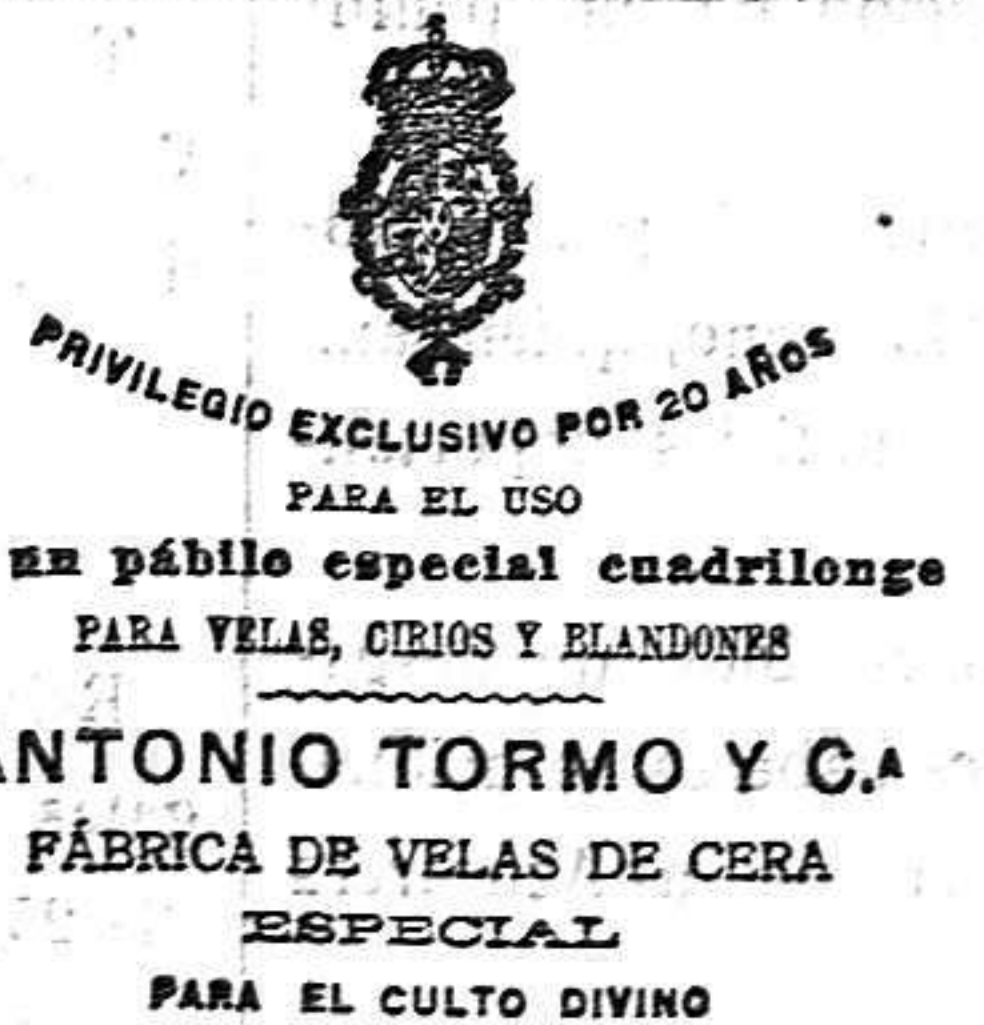 PRIVILEGIO EXCLUSIVO POR 20 AÑOS
PARA EL USO
un pábilo especial cuadrilongo
PARA VELAS, CIRIOS Y BLANDONES
ANTONIO TORMO Y C.A
FÁBRICA DE VELAS DE CERA
ESPECIAL
PARA EL CULTO DIVINO